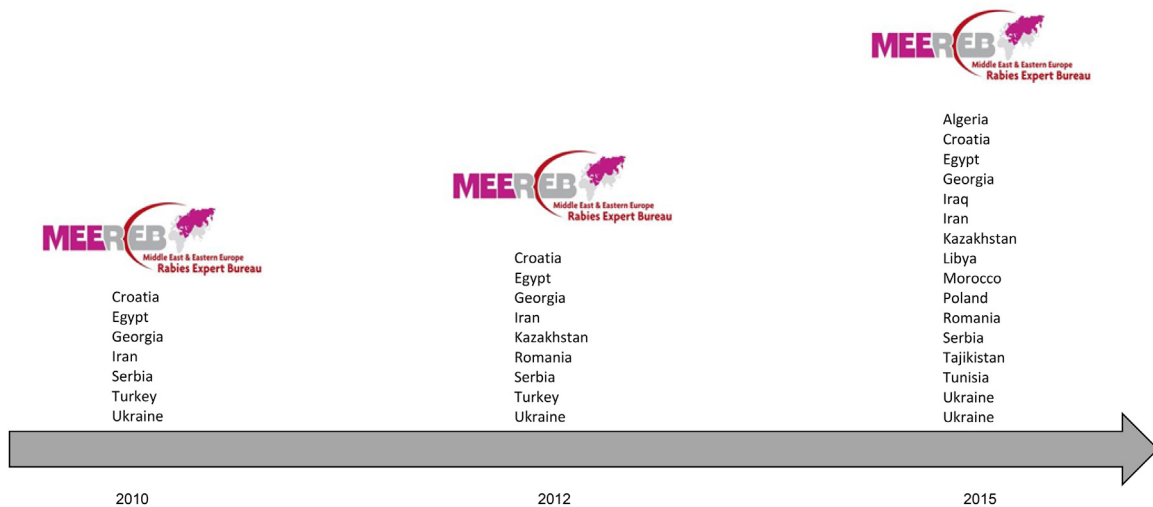 MEEREB
Middle East & Eastern Europe
Rabies Expert Bureau
Croatia
Egypt
Georgia
Iran
Serbia
Turkey
Ukraine
2010
MEEREB
Middle East & Eastern Europe
Rabies Expert Bureau
Croatia
Egypt
Georgia
Iran
Kazakhstan
Romania
Serbia
Turkey
Ukraine
2012
MEEREB
Middle East & Eastern Europe
Rabies Expert Bureau
Algeria
Croatia
Egypt
Georgia
Iraq
Iran
Kazakhstan
Libya
Morocco
Poland
Romania
Serbia
Tajikistan
Tunisia
Ukraine
Ukraine
2015